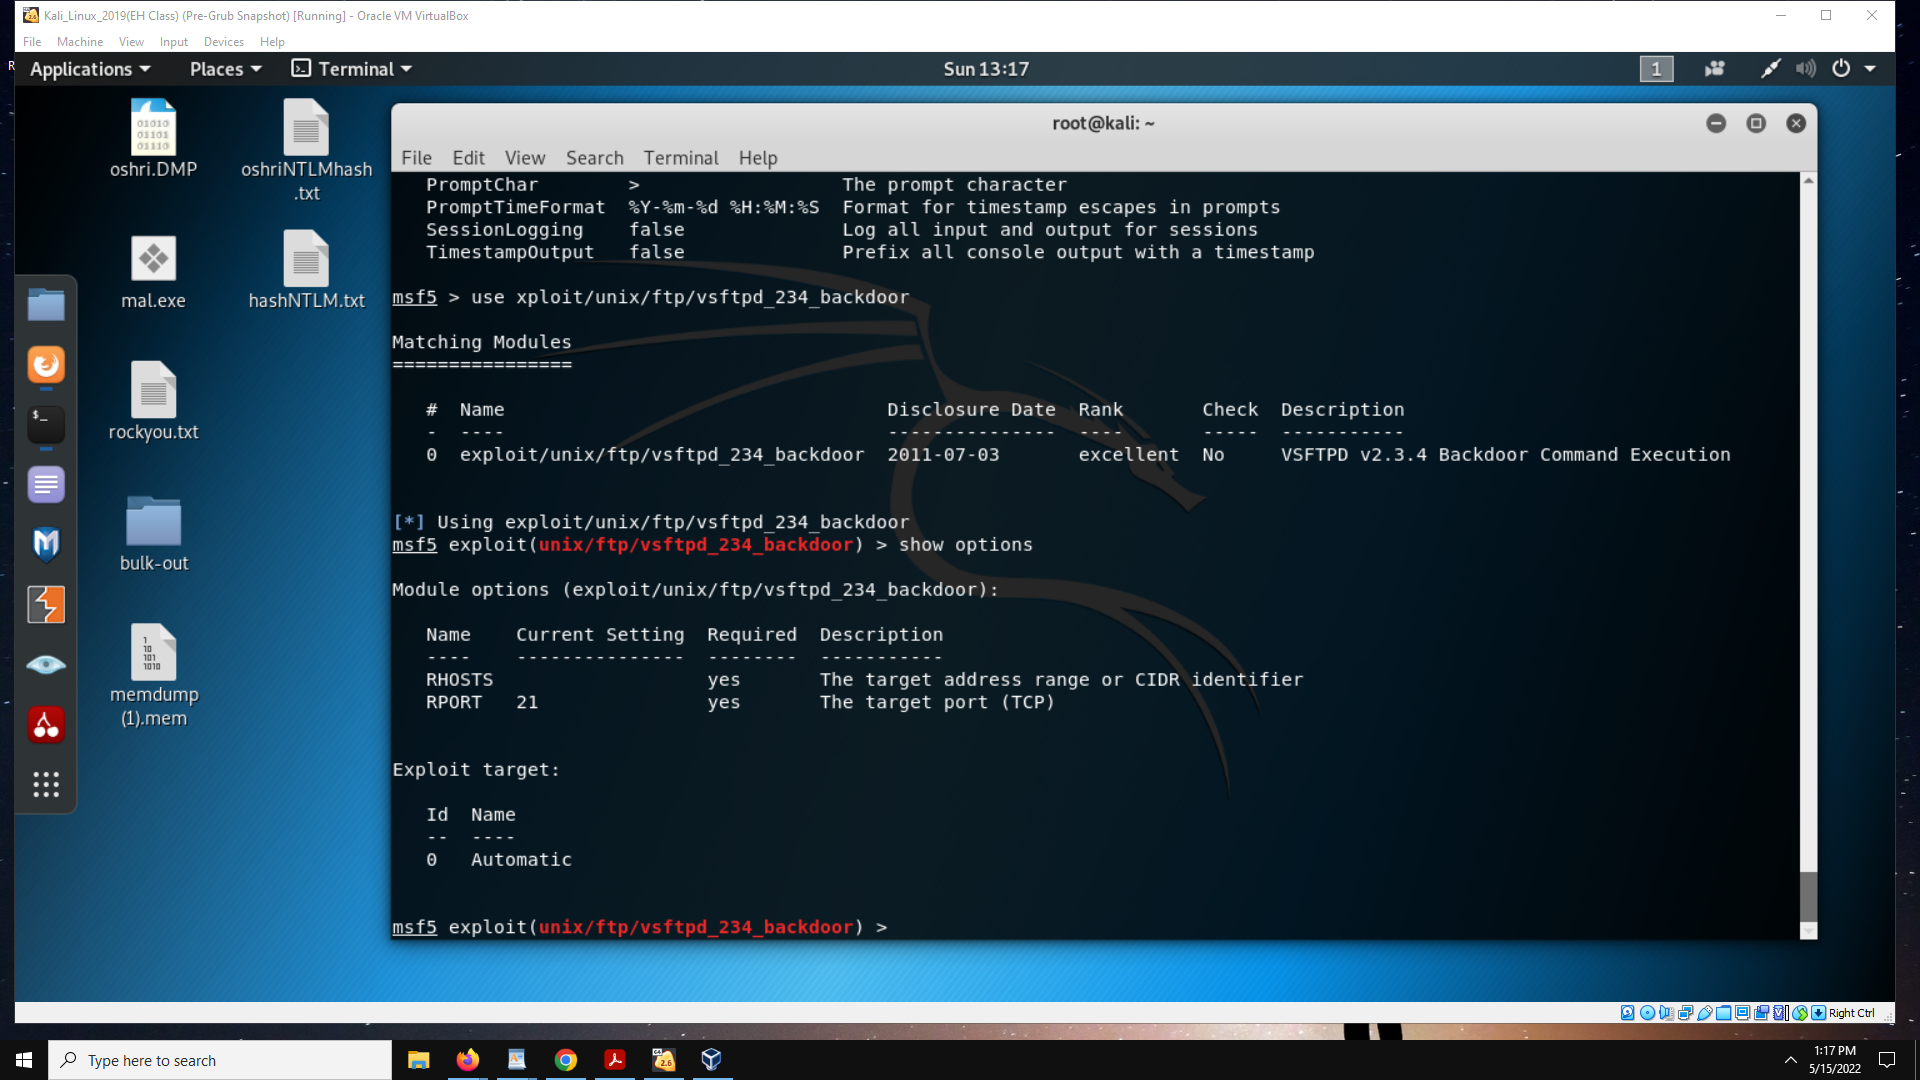 Kali_Linux_2019(EH Class) (Pre-Grub Snapshot) [Running] - Oracle VM VirtualBox
File Machine View Input Devices Help
Applications Places Terminal Sun 13:17 1
oshri.DMP
oshriNTLMhash
.txt
mal.exe
hashNTLM.txt
rockyou.txt
bulk-out
memdump
(1).mem
root@kali: ~
File Edit View Search Terminal Help
PromptChar > The prompt character
PromptTimeFormat %Y-%m-%d %H:%M:%S Format for timestamp escapes in prompts
SessionLogging false Log all input and output for sessions
TimestampOutput false Prefix all console output with a timestamp
msf5 > use xploit/unix/ftp/vsftpd_234_backdoor
Matching Modules
================
# Name Disclosure Date Rank Check Description
- ---- --------------- ---- ----- -----------
0 exploit/unix/ftp/vsftpd_234_backdoor 2011-07-03 excellent No VSFTPD v2.3.4 Backdoor Command Execution
[*] Using exploit/unix/ftp/vsftpd_234_backdoor
msf5 exploit(unix/ftp/vsftpd_234_backdoor) > show options
Module options (exploit/unix/ftp/vsftpd_234_backdoor):
Name Current Setting Required Description
---- --------------- -------- -----------
RHOSTS yes The target address range or CIDR identifier
RPORT 21 yes The target port (TCP)
Exploit target:
Id Name
-- ----
0 Automatic
msf5 exploit(unix/ftp/vsftpd_234_backdoor) >
Right Ctrl
Type here to search
1:17 PM
5/15/2022